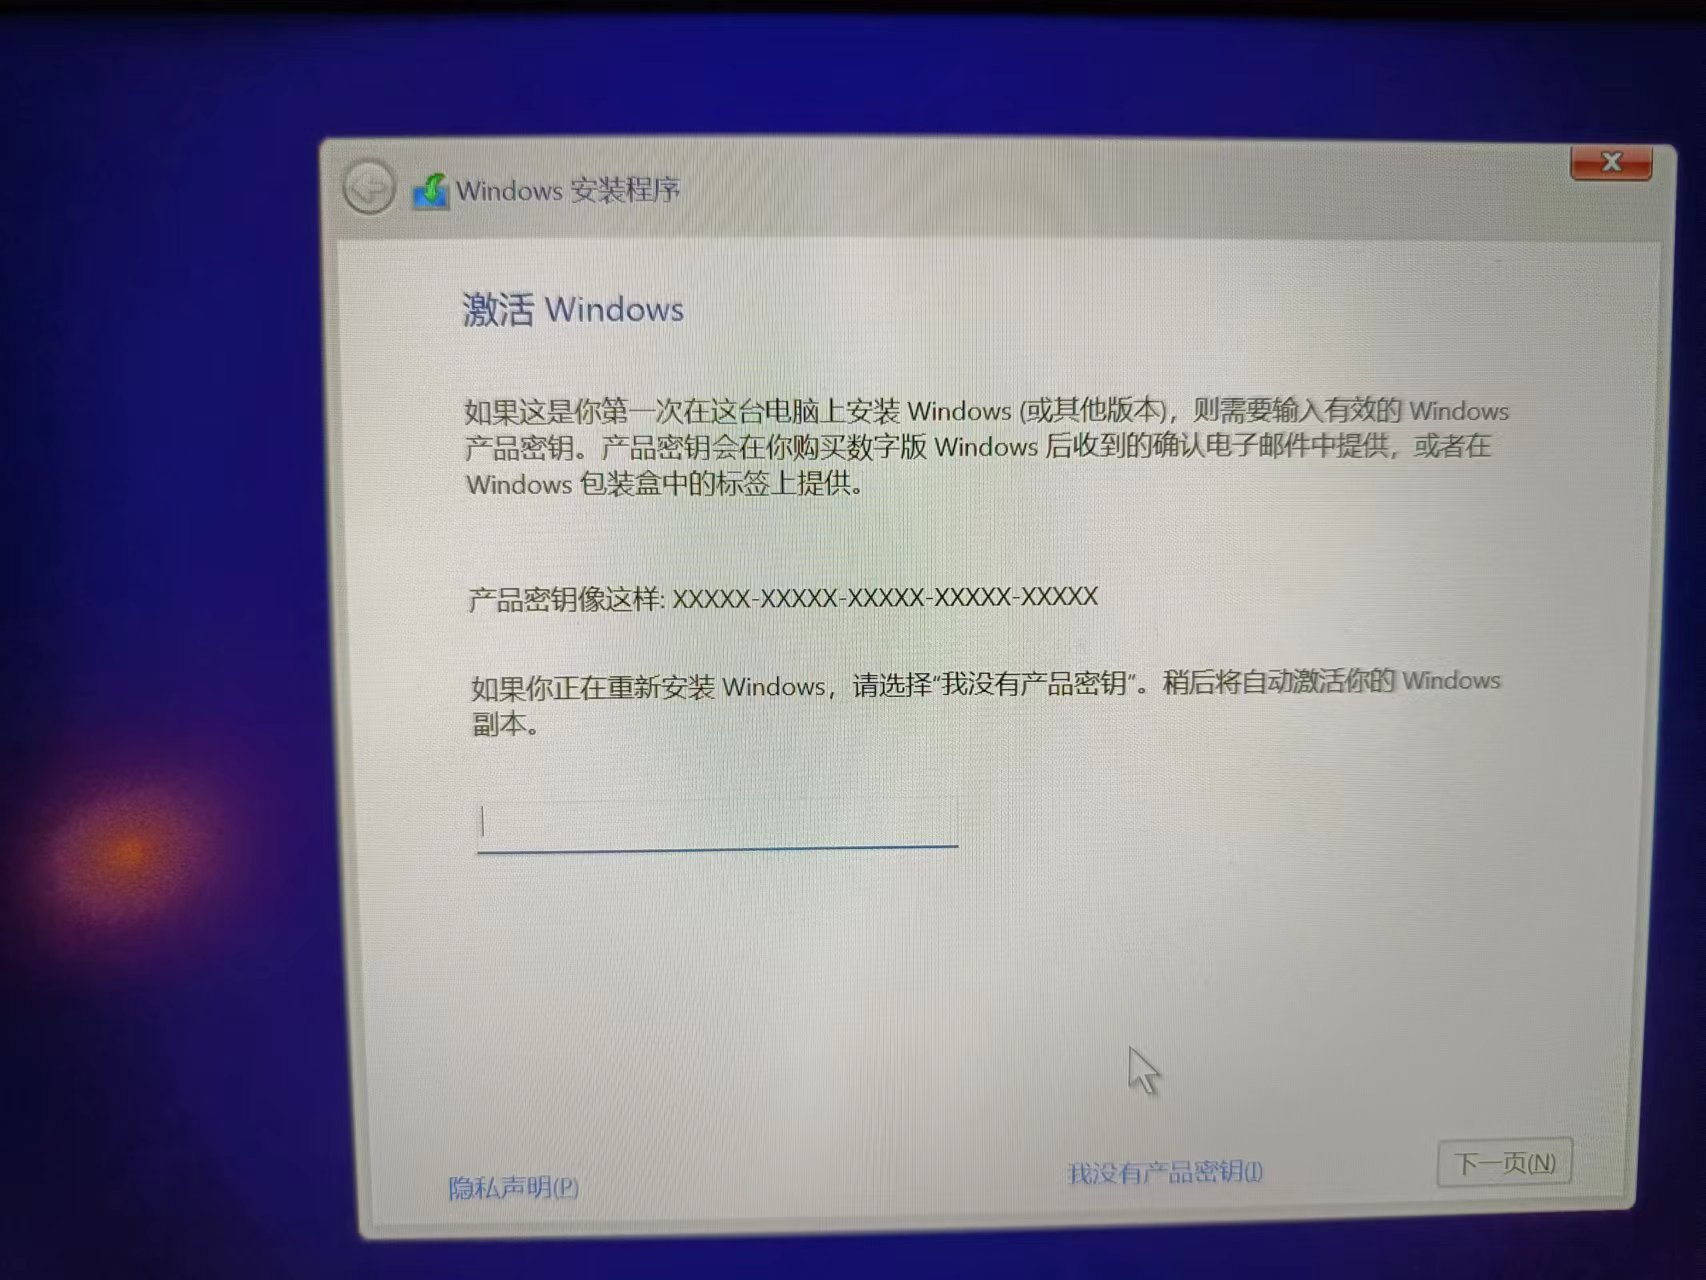 Windows 安装程序
激活 Windows
如果这是你第一次在这台电脑上安装 Windows (或其他版本)，则需要输入有效的 Windows
产品密钥。产品密钥会在你购买数字版 Windows 后收到的确认电子邮件中提供，或者在
Windows 包装盒中的标签上提供。
产品密钥像这样: XXXXX-XXXXX-XXXXX-XXXXX-XXXXX
如果你正在重新安装 Windows，请选择“我没有产品密钥”。稍后将自动激活你的 Windows
副本。
隐私声明(P)
我没有产品密钥(I)
下一页(N)